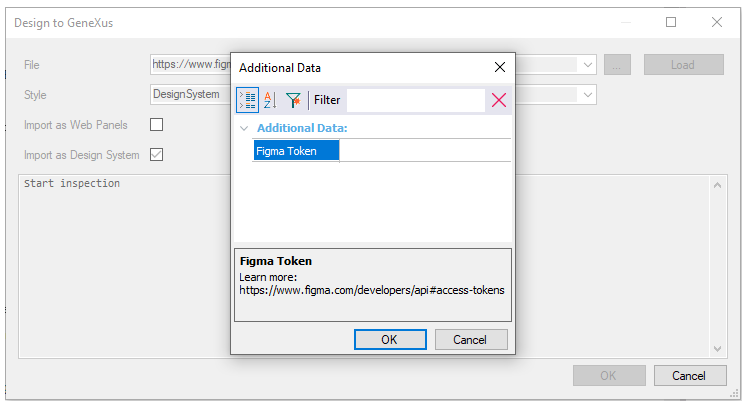 Design to GeneXus
File
https://www.figm
...
Load
Style
DesignSystem
Import as Web Panels
Import as Design System
Start inspection
OK
Cancel
Additional Data
Filter
Additional Data:
Figma Token
Figma Token
Learn more:
https://www.figma.com/developers/api#access-tokens
OK
Cancel